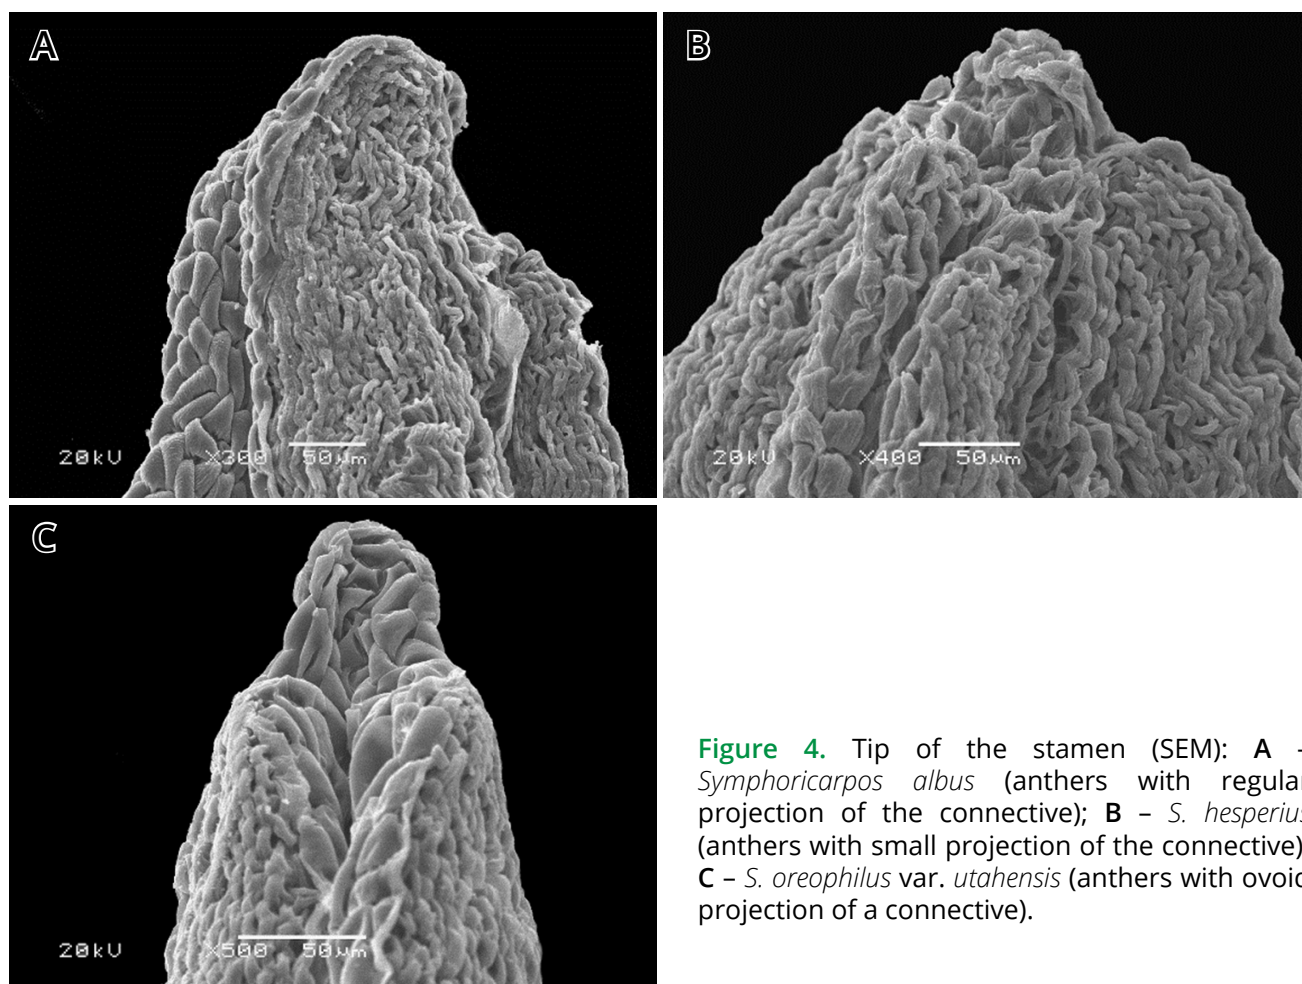 A
B
20kV X300 50µm
20kV X400 50µm
C
20kV X500 50µm
Figure 4. Tip of the stamen (SEM): A –
Symphoricarpos albus (anthers with regular
projection of the connective); B – S. hesperius
(anthers with small projection of the connective)
C – S. oreophilus var. utahensis (anthers with ovoid
projection of a connective).